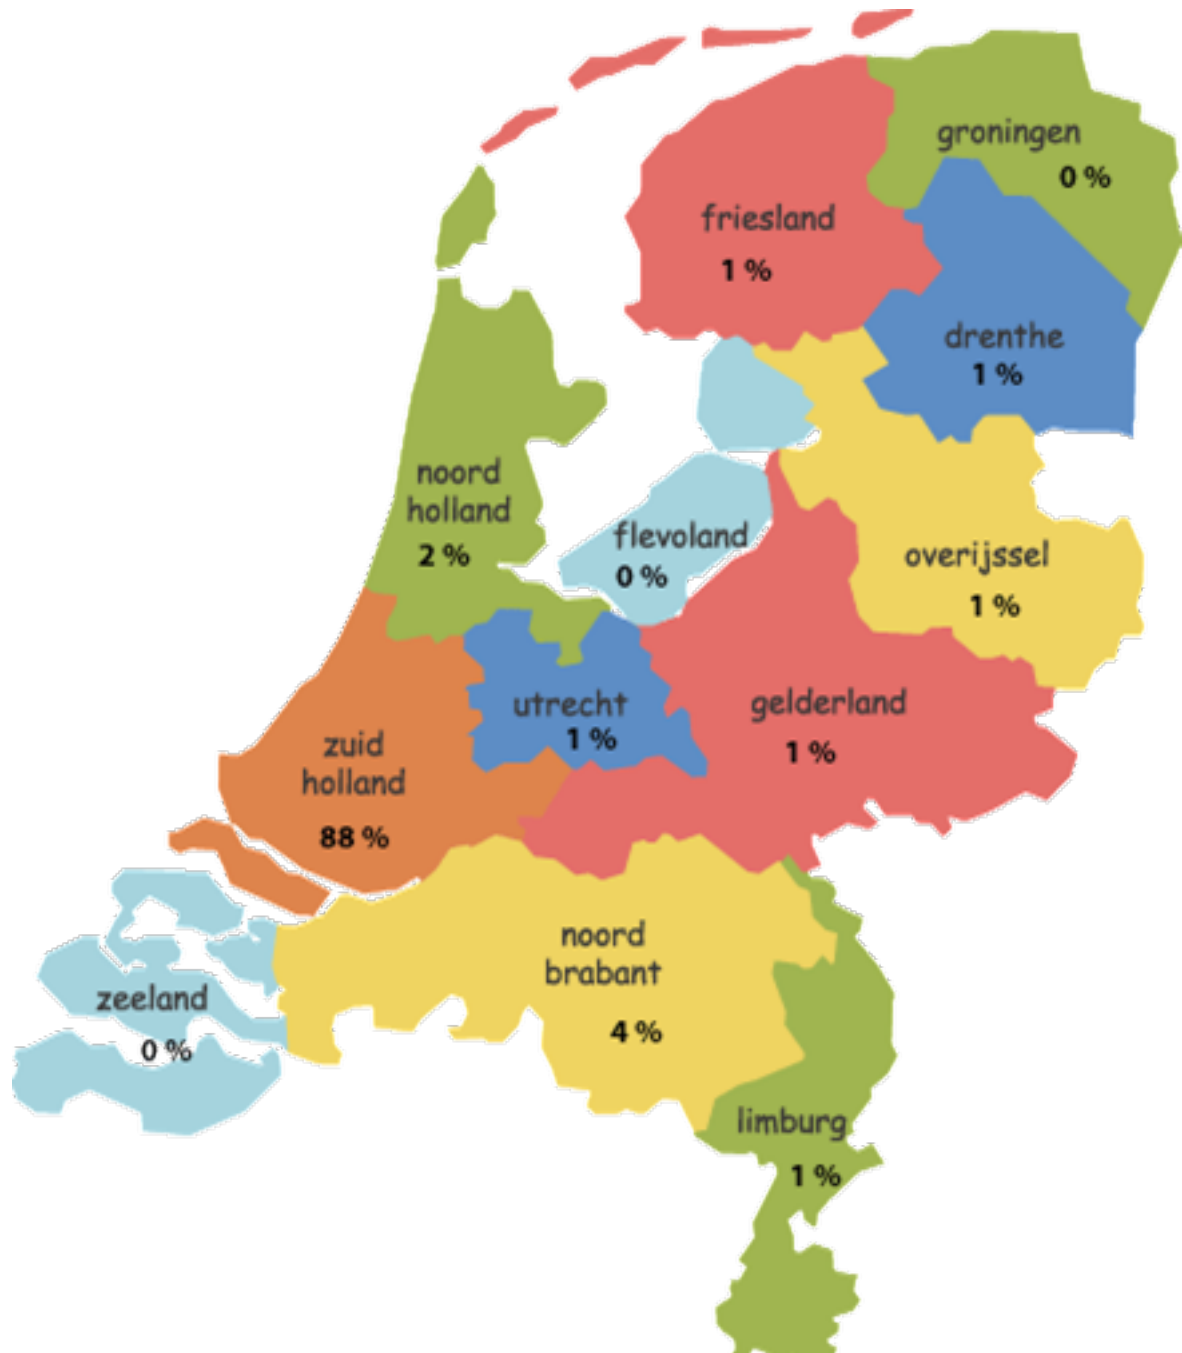 groningen
0 %
friesland
1 %
drenthe
1 %
noord
holland
2 %
flevoland
0 %
overijssel
1 %
utrecht
1 %
gelderland
1 %
zuid
holland
88 %
noord
brabant
4 %
zeeland
0 %
limburg
1 %